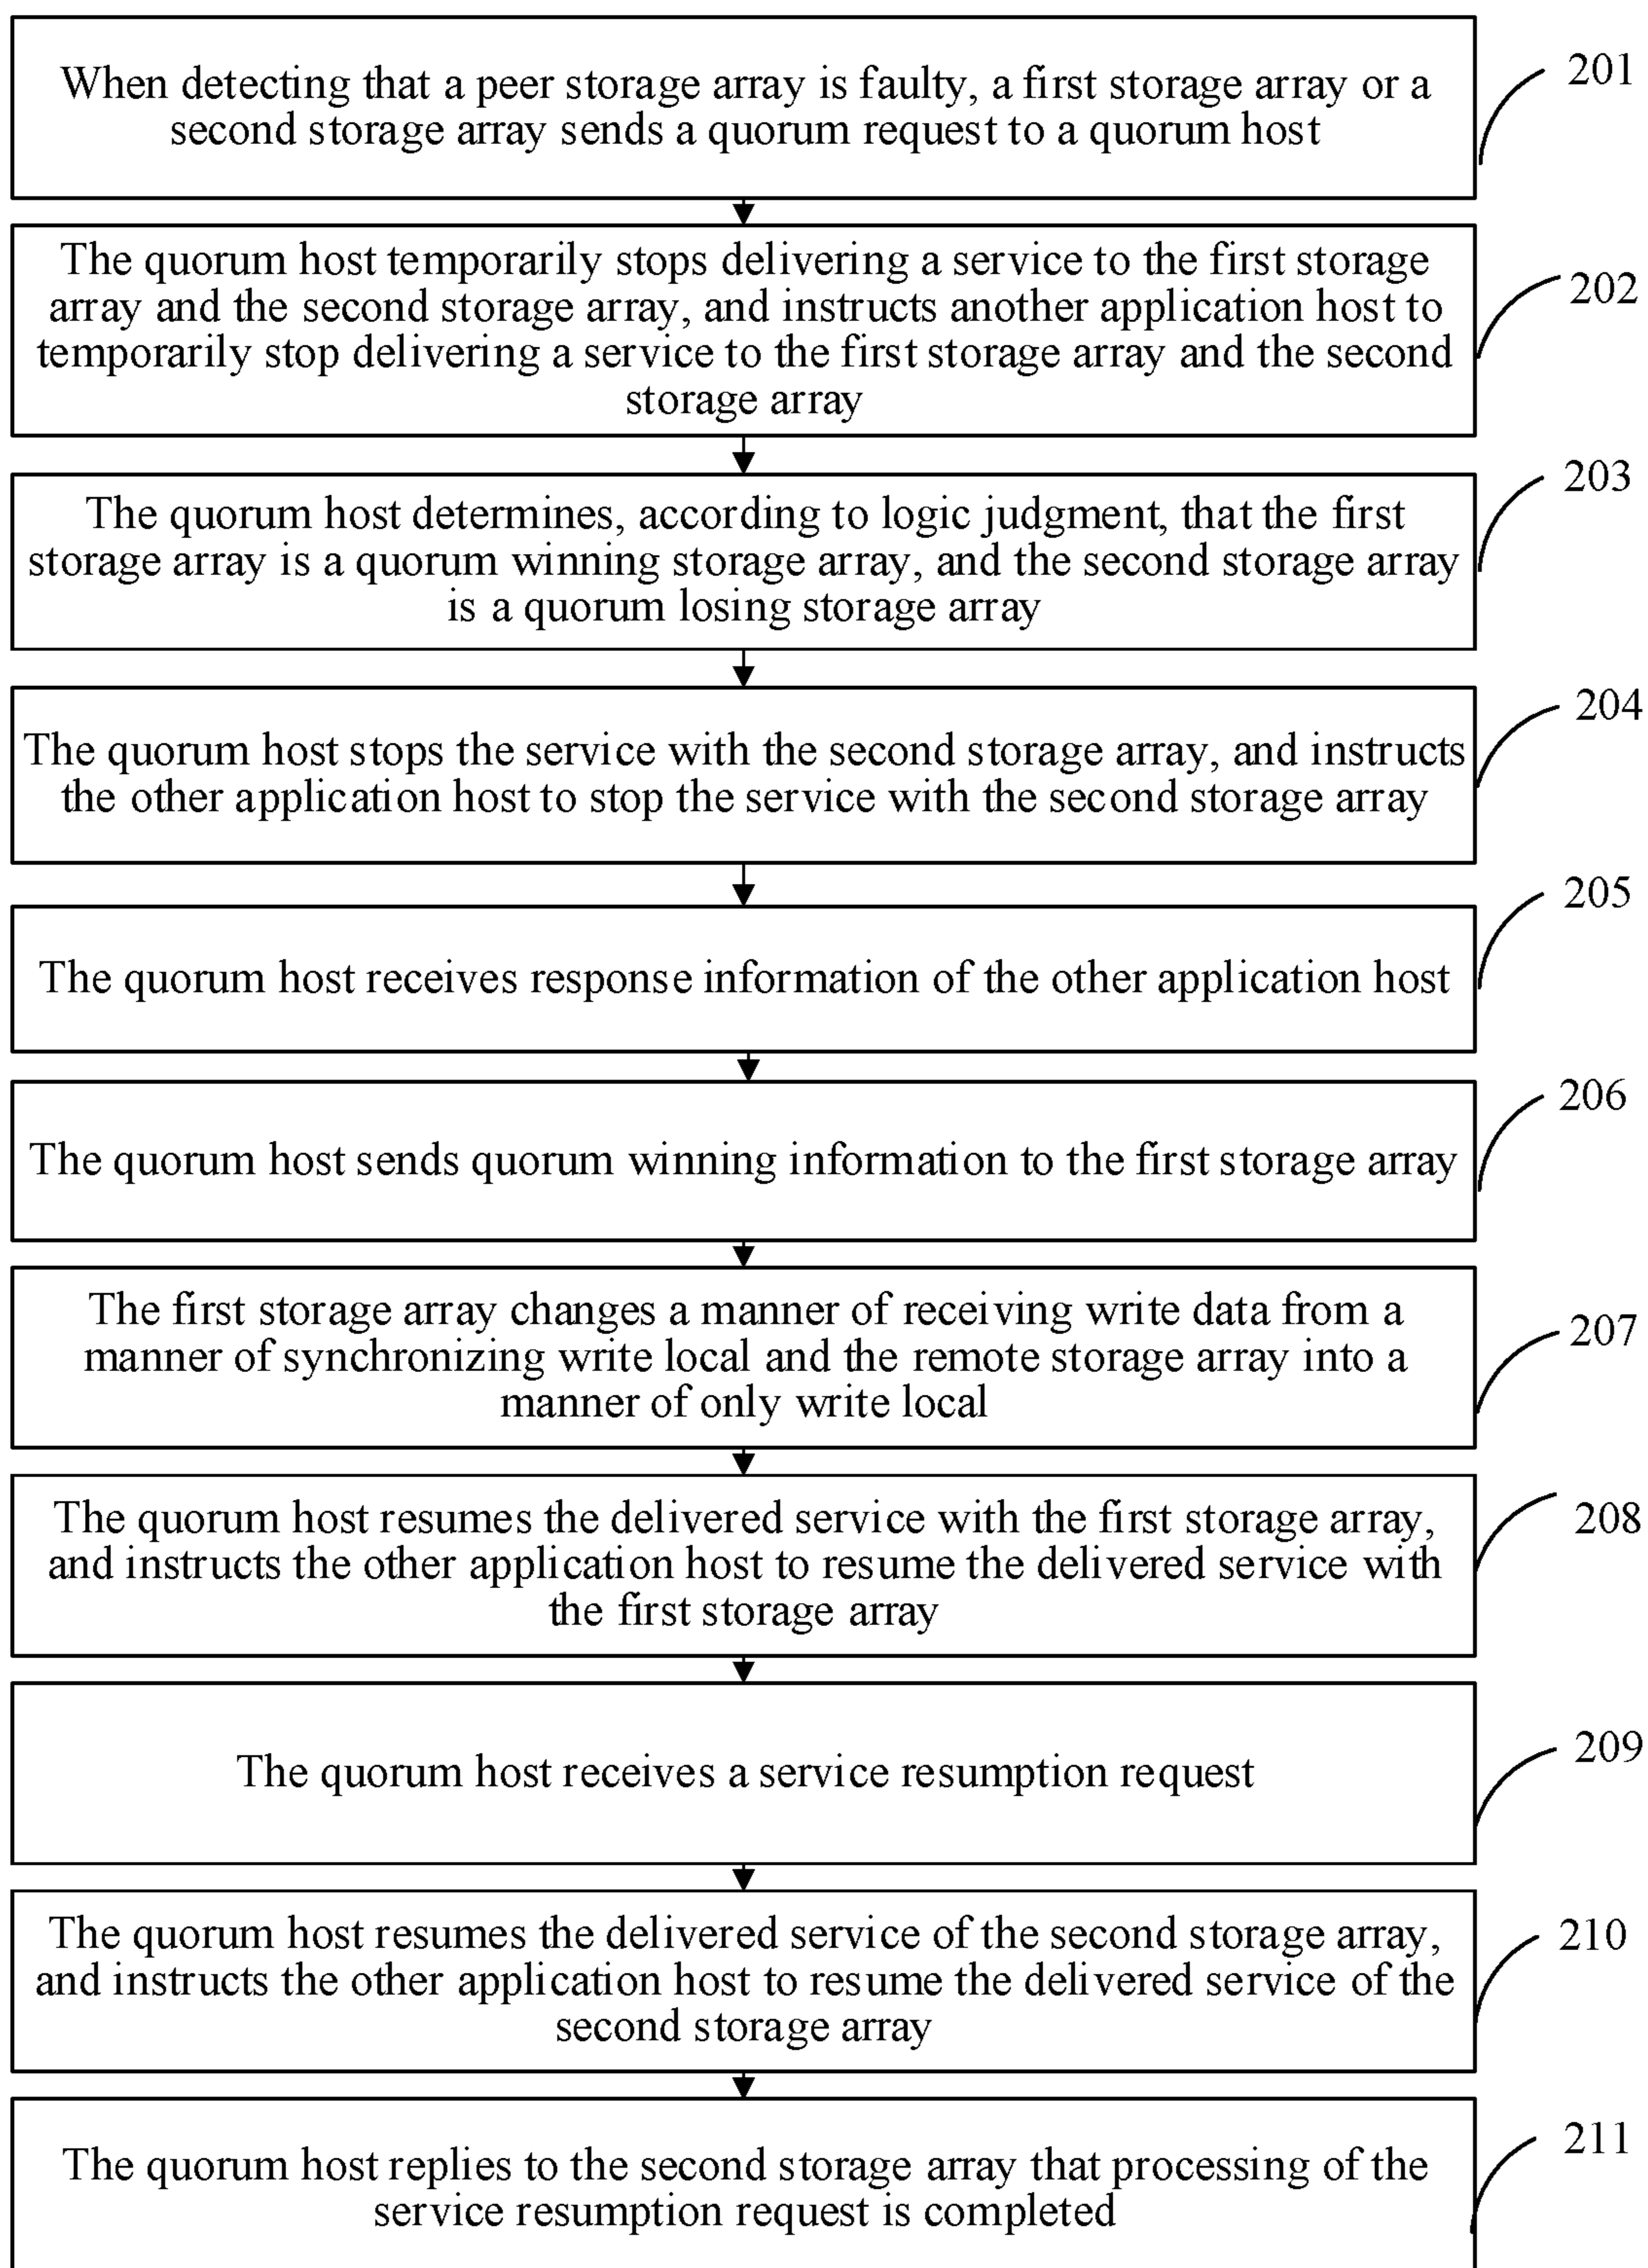 When detecting that a peer storage array is faulty, a first storage array or a
second storage array sends a quorum request to a quorum host
201
The quorum host temporarily stops delivering a service to the first storage
array and the second storage array, and instructs another application host to
temporarily stop delivering a service to the first storage array and the second
storage array
202
The quorum host determines, according to logic judgment, that the first
storage array is a quorum winning storage array, and the second storage array
is a quorum losing storage array
203
The quorum host stops the service with the second storage array, and instructs
the other application host to stop the service with the second storage array
204
The quorum host receives response information of the other application host
205
The quorum host sends quorum winning information to the first storage array
206
The first storage array changes a manner of receiving write data from a
manner of synchronizing write local and the remote storage array into a
manner of only write local
207
The quorum host resumes the delivered service with the first storage array,
and instructs the other application host to resume the delivered service with
the first storage array
208
The quorum host receives a service resumption request
209
The quorum host resumes the delivered service of the second storage array,
and instructs the other application host to resume the delivered service of the
second storage array
210
The quorum host replies to the second storage array that processing of the
service resumption request is completed
211